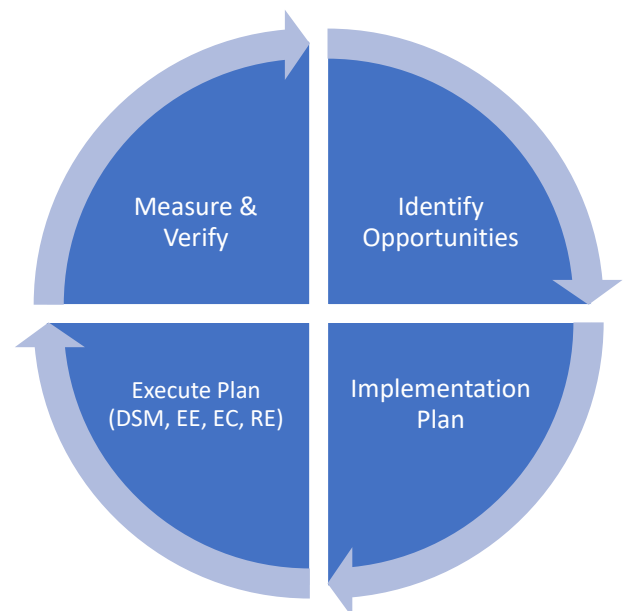 Measure &
Verify
Identify
Opportunities
Execute Plan
(DSM, EE, EC, RE)
Implementation
Plan